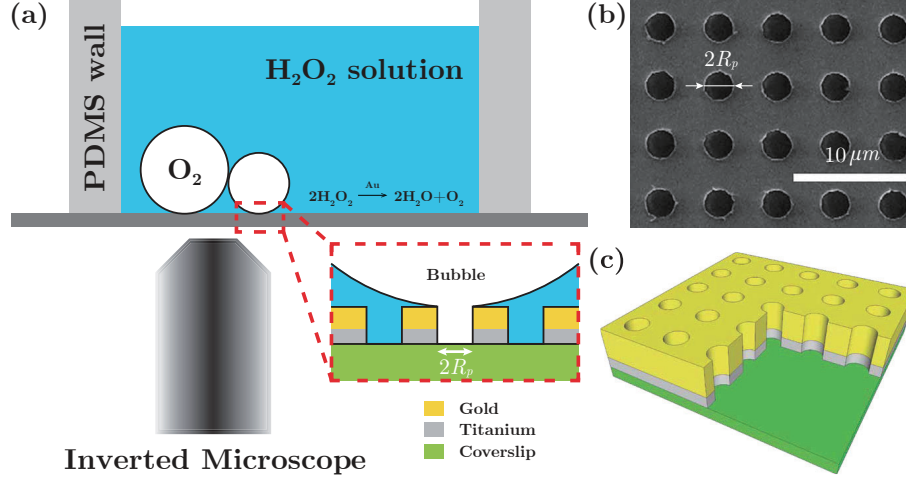 (a)
PDMS wall
H₂O₂ solution
O₂
2H₂O₂ —Au→ 2H₂O+O₂
Bubble
2Rₚ
Gold
Titanium
Coverslip
Inverted Microscope
(b)
2Rₚ
10 μm
(c)